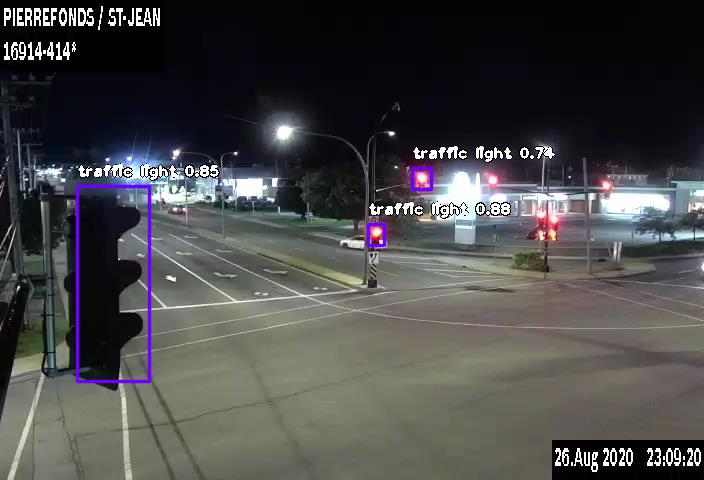 PIERREFONDS / ST-JEAN
16914-414*
traffic light 0.74
traffic light 0.85
traffic light 0.88
26.Aug 2020 23:09:20